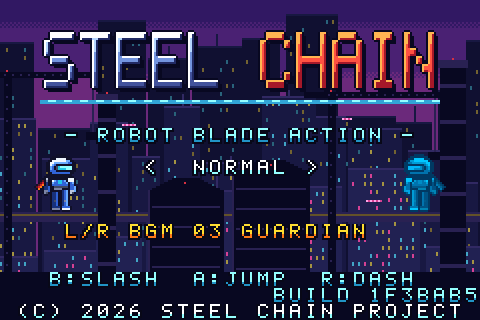 STEEL CHAIN
- ROBOT BLADE ACTION -
< NORMAL >
L/R BGM 03 GUARDIAN
B:SLASH A:JUMP R:DASH
BUILD 1F3BAB5
(C) 2026 STEEL CHAIN PROJECT